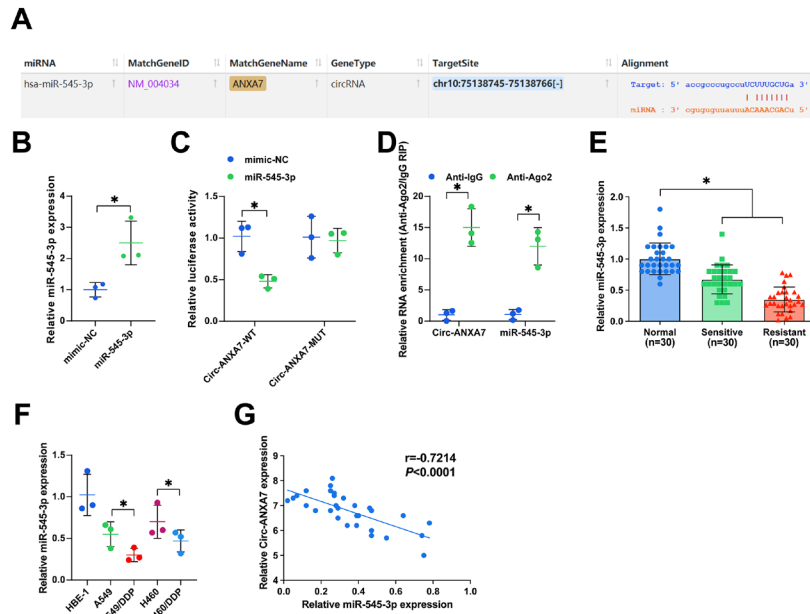 A
miRNA MatchGeneID MatchGeneName GeneType TargetSite Alignment
hsa-miR-545-3p NM_004034 ANXA7 circRNA chr10:75138745-75138766[-]
Target: 5' accgcccugccuUCUUUGCUGa 3'
miRNA : 3' cguguguuauuuACAAACGACu 5'
B
Relative miR-545-3p expression
4
3
2
1
0
mimic-NC
miR-545-3p
*
C
mimic-NC
miR-545-3p
Relative luciferase activity
1.5
1.0
0.5
0.0
Circ-ANXA7-WT
Circ-ANXA7-MUT
*
D
Anti-IgG Anti-Ago2
Relative RNA enrichment (Anti-Ago2/IgG RIP)
20
15
10
5
0
Circ-ANXA7 miR-545-3p
* *
E
Relative miR-545-3p expression
2.0
1.5
1.0
0.5
0.0
*
Normal Sensitive Resistant
(n=30) (n=30) (n=30)
F
Relative miR-545-3p expression
1.5
1.0
0.5
0.0
HBE-1
A549
549/DDP
H460
460/DDP
* *
G
r=-0.7214
P<0.0001
Relative Circ-ANXA7 expression
9
8
7
6
5
4
0.0 0.2 0.4 0.6 0.8 1.0
Relative miR-545-3p expression